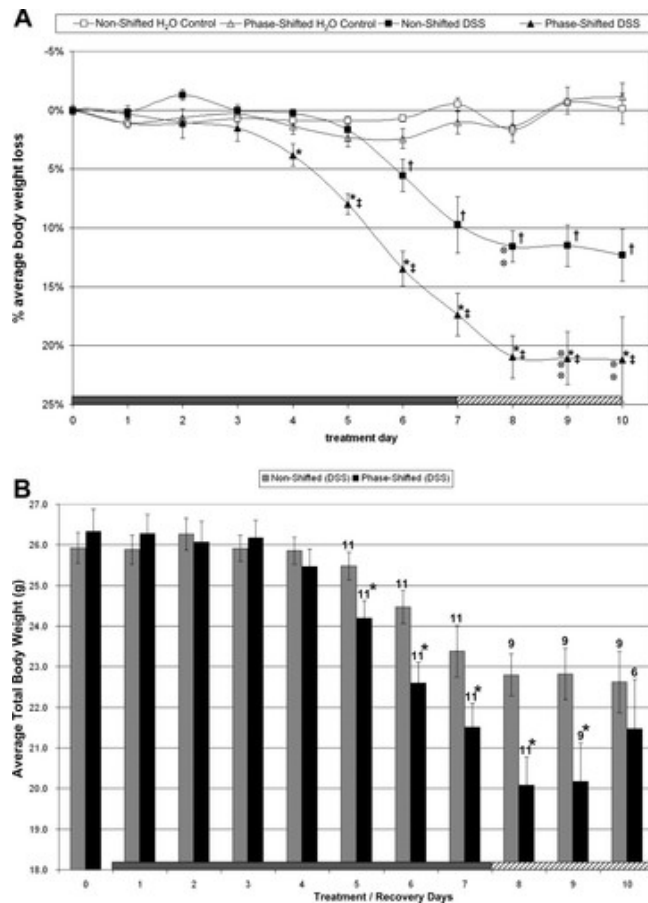 A
Non-Shifted H₂O Control Phase-Shifted H₂O Control Non-Shifted DSS Phase-Shifted DSS
-5%
0%
5%
10%
15%
20%
25%
% average body weight loss
* *‡ *‡ *‡ *‡ *‡ *‡
† † † † †
0 1 2 3 4 5 6 7 8 9 10
treatment day
B
Non-Shifted (DSS) Phase-Shifted (DSS)
27.0
26.0
25.0
24.0
23.0
22.0
21.0
20.0
19.0
18.0
Average Total Body Weight (g)
11 11 11 9 9 9
11* 11* 11* 11* 9* 6
0 1 2 3 4 5 6 7 8 9 10
Treatment / Recovery Days